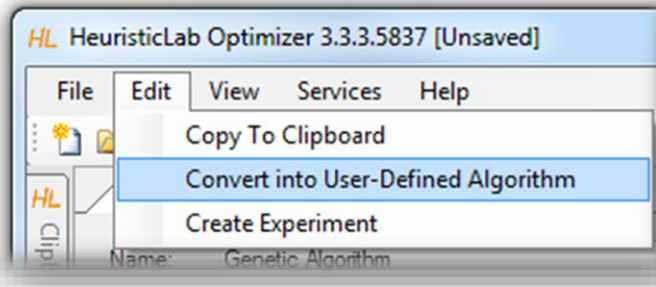 HL HeuristicLab Optimizer 3.3.3.5837 [Unsaved]
File Edit View Services Help
Copy To Clipboard
Convert into User-Defined Algorithm
HL
Create Experiment
Name: Genetic Algorithm